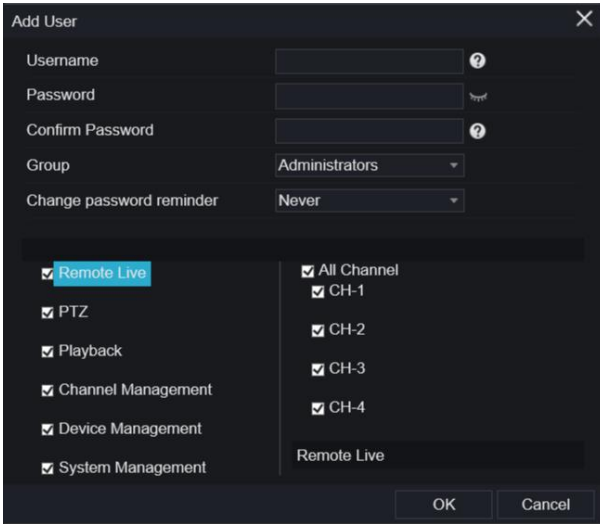 Add User
Username
Password
Confirm Password
Group Administrators
Change password reminder Never
Remote Live
PTZ
Playback
Channel Management
Device Management
System Management
All Channel
CH-1
CH-2
CH-3
CH-4
Remote Live
OK Cancel